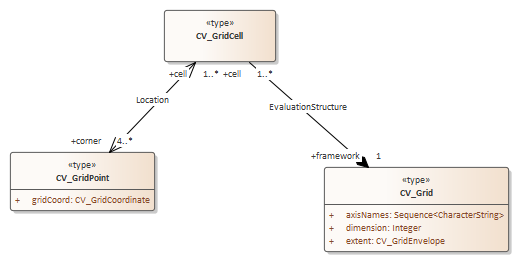 «type»
CV_GridCell
+cell 1..* +cell 1..*
Location
EvaluationStructure
+corner 4..*
+framework 1
«type»
CV_GridPoint
+ gridCoord: CV_GridCoordinate
«type»
CV_Grid
+ axisNames: Sequence<CharacterString>
+ dimension: Integer
+ extent: CV_GridEnvelope